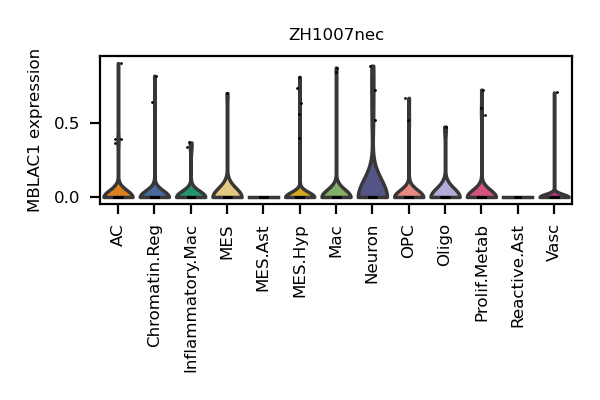 ZH1007nec
MBLAC1 expression
0.5
0.0
AC
Chromatin.Reg
Inflammatory.Mac
MES
MES.Ast
MES.Hyp
Mac
Neuron
OPC
Oligo
Prolif.Metab
Reactive.Ast
Vasc